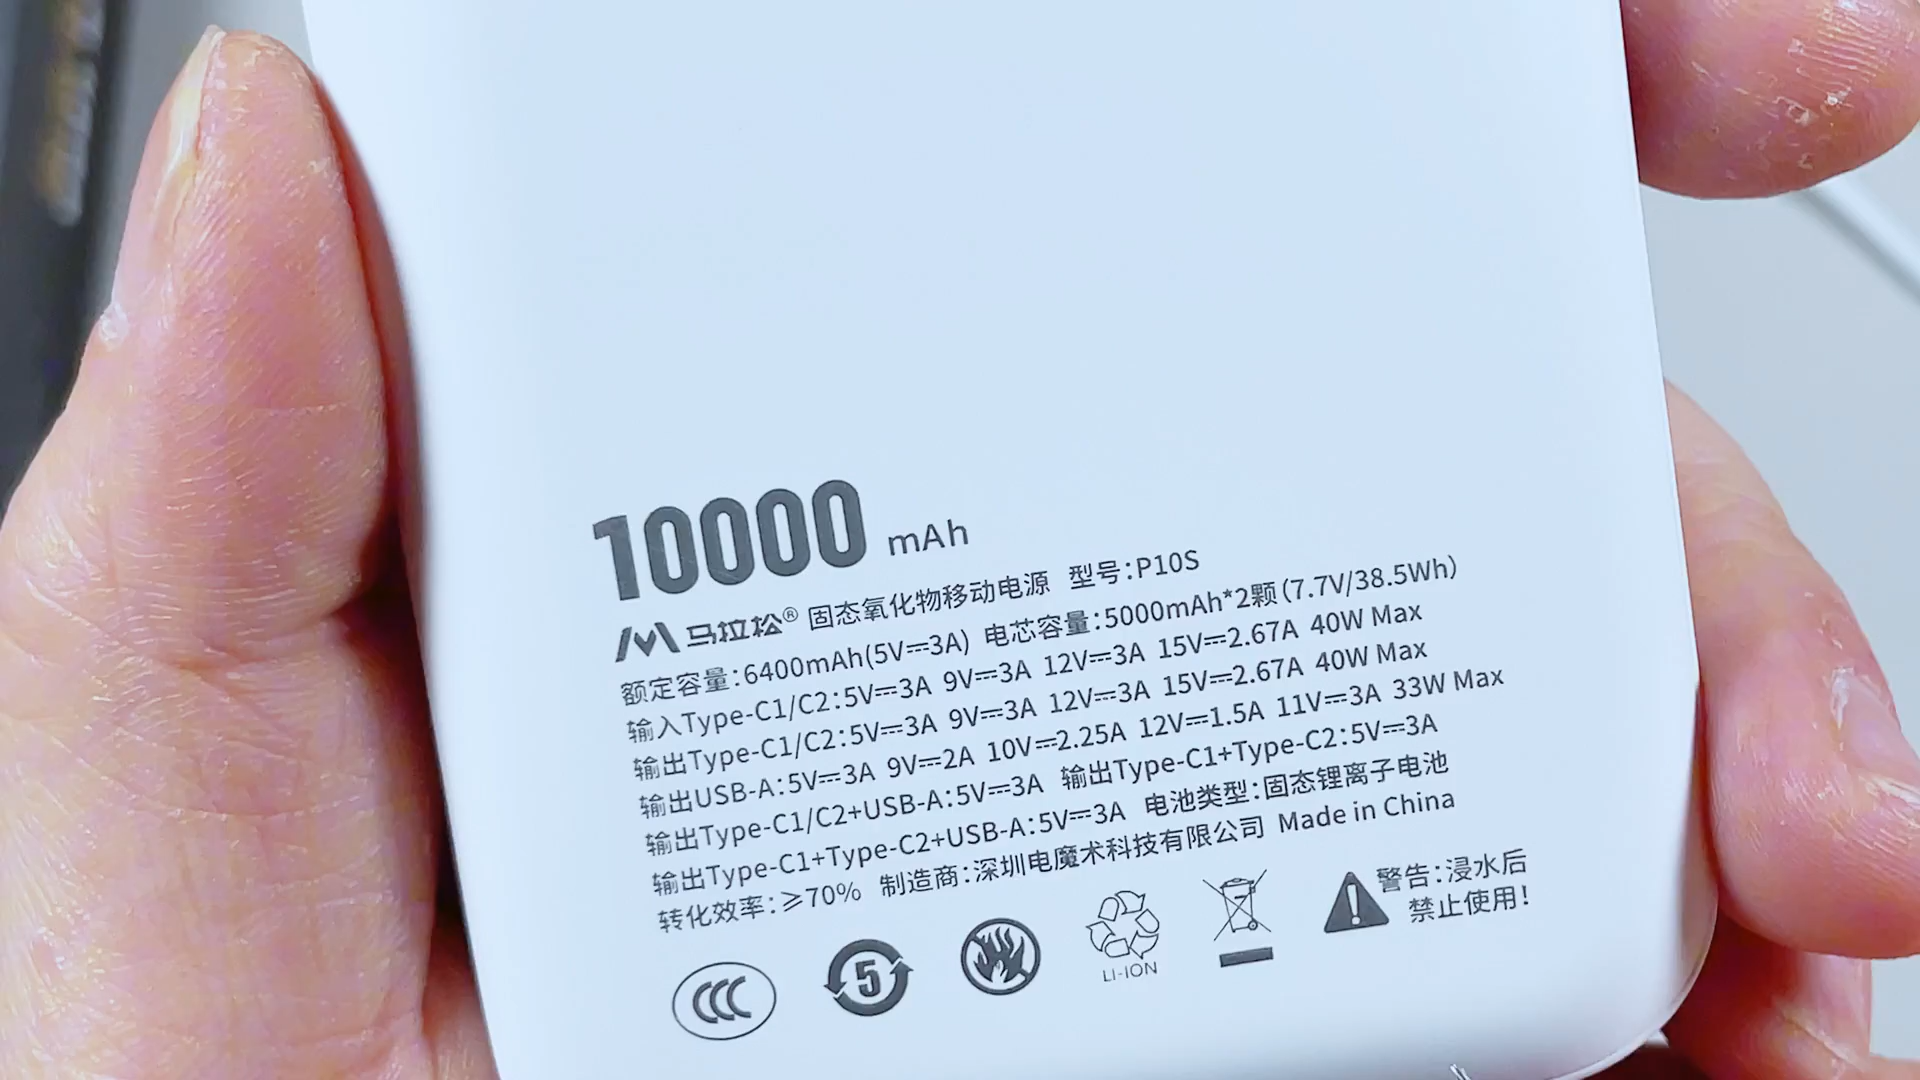 10000 mAh
马拉松® 固态氧化物移动电源 型号:P10S
额定容量:6400mAh(5V⎓3A) 电芯容量:5000mAh*2颗(7.7V/38.5Wh)
输入Type-C1/C2:5V⎓3A 9V⎓3A 12V⎓3A 15V⎓2.67A 40W Max
输出Type-C1/C2:5V⎓3A 9V⎓3A 12V⎓3A 15V⎓2.67A 40W Max
输出USB-A:5V⎓3A 9V⎓2A 10V⎓2.25A 12V⎓1.5A 11V⎓3A 33W Max
输出Type-C1/C2+USB-A:5V⎓3A 输出Type-C1+Type-C2:5V⎓3A
输出Type-C1+Type-C2+USB-A:5V⎓3A 电池类型:固态锂离子电池
转化效率:≥70% 制造商:深圳电魔术科技有限公司 Made in China
CCC
5
LI-ION
警告:浸水后
禁止使用!